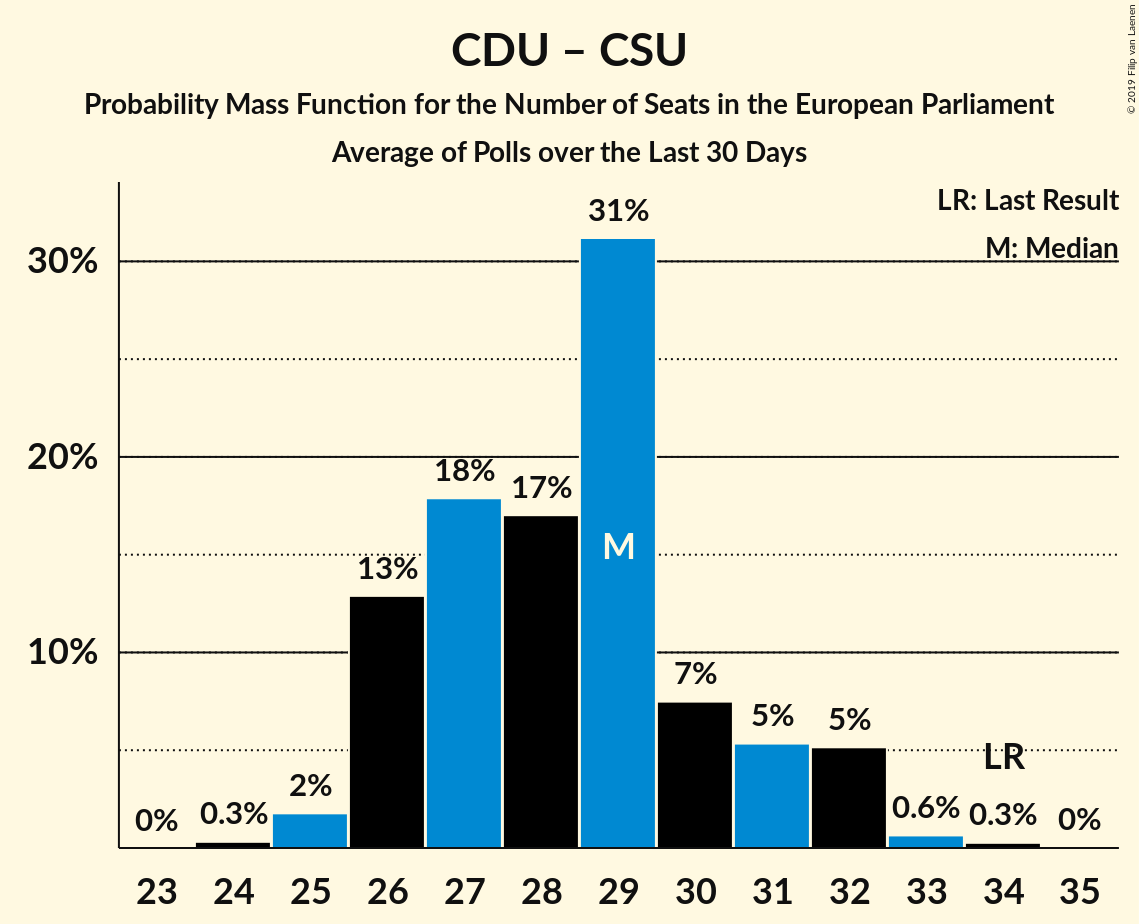 CDU – CSU
Probability Mass Function for the Number of Seats in the European Parliament
Average of Polls over the Last 30 Days
© 2019 Filip van Laenen
LR: Last Result
M: Median
30%
20%
10%
0%
0.3%
2%
13%
18%
17%
31%
M
7%
5%
5%
0.6%
LR
0.3%
0%
23 24 25 26 27 28 29 30 31 32 33 34 35